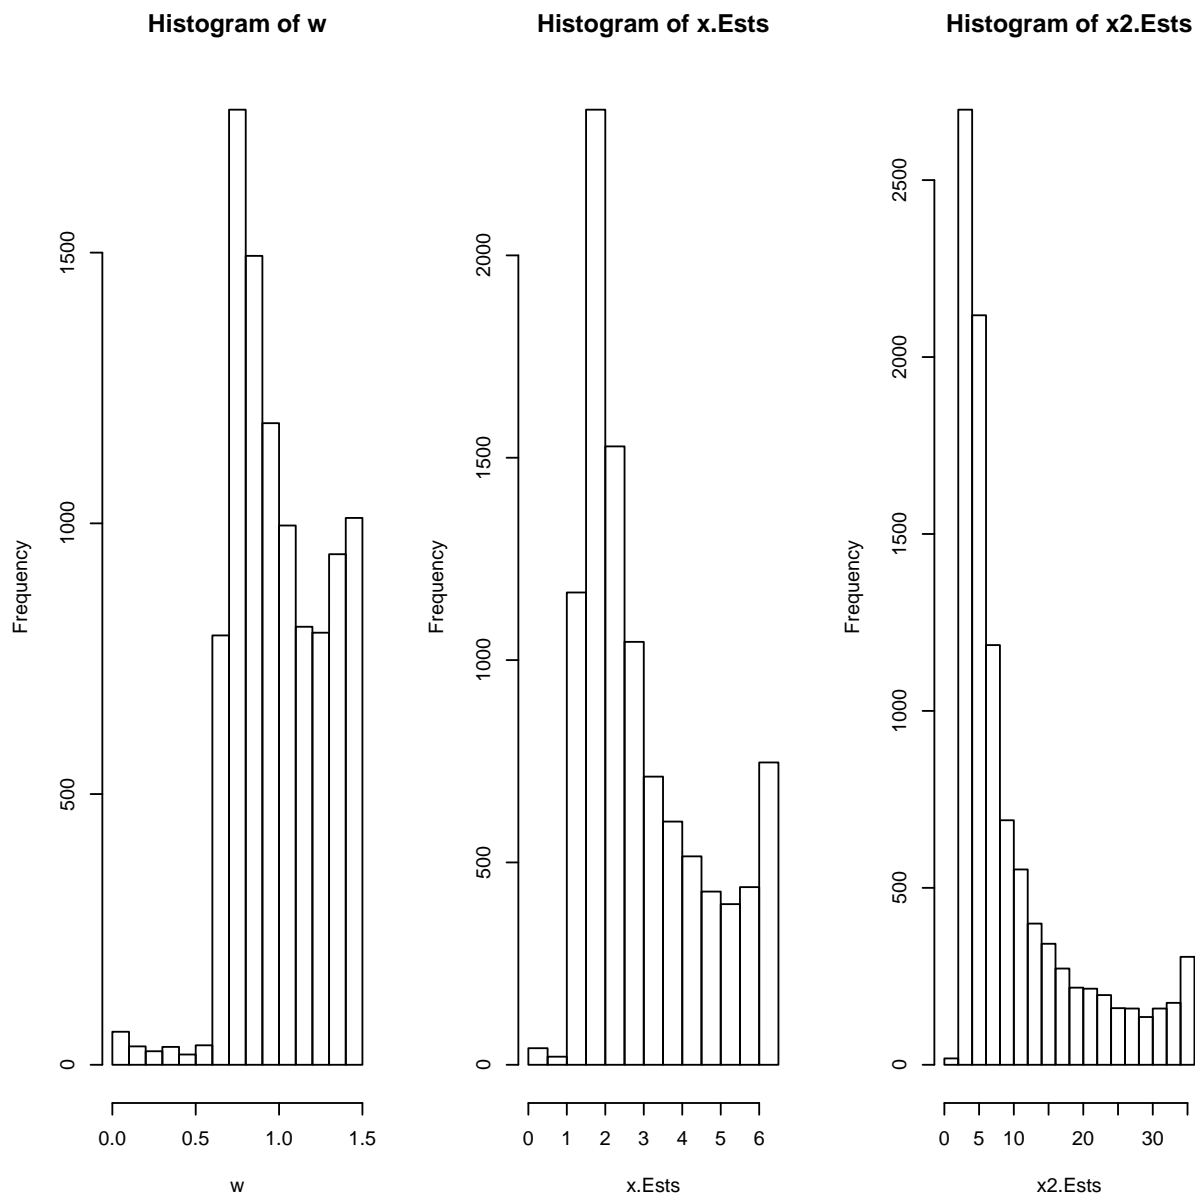 Histogram of w
Frequency
1500
1000
500
0
0.0 0.5 1.0 1.5
w
Histogram of x.Ests
Frequency
2000
1500
1000
500
0
0 1 2 3 4 5 6
x.Ests
Histogram of x2.Ests
Frequency
2500
2000
1500
1000
500
0
0 5 10 20 30
x2.Ests